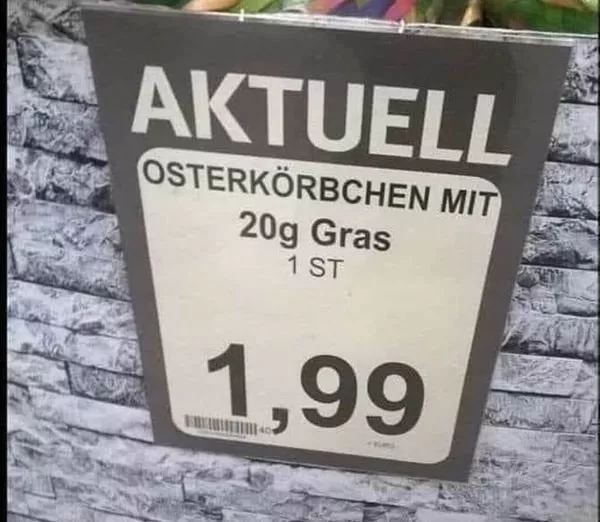 AKTUELL
OSTERKÖRBCHEN MIT
20g Gras
1 ST
1,99